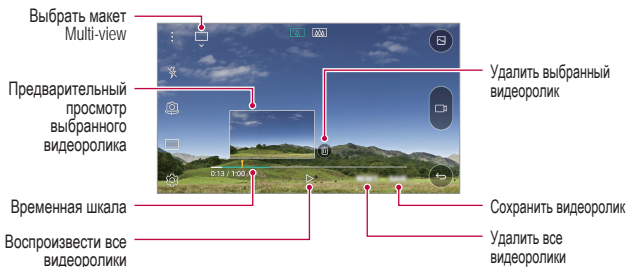 Выбрать макет
Multi-view
Предварительный
просмотр
выбранного
видеоролика
Временная шкала
Воспроизвести все
видеоролики
0:13 / 1:00
Удалить выбранный
видеоролик
Сохранить видеоролик
Удалить все
видеоролики